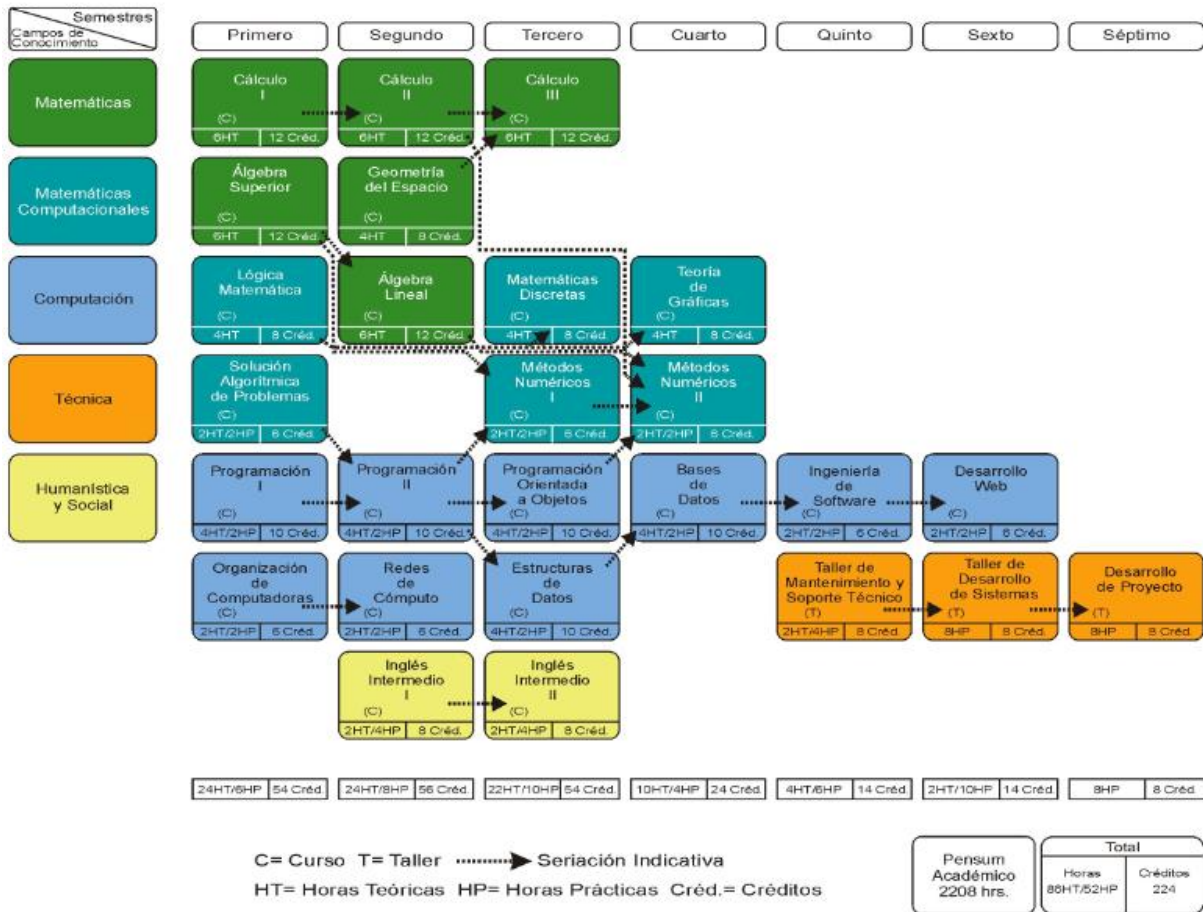 Semestres
Campos de
Conocimiento
Primero
Segundo
Tercero
Cuarto
Quinto
Sexto
Séptimo
Matemáticas
Cálculo
I
(C)
6HT 12 Créd.
Cálculo
II
(C)
6HT 12 Créd.
Cálculo
III
(C)
6HT 12 Créd.
Matemáticas
Computacionales
Álgebra
Superior
(C)
6HT 12 Créd.
Geometría
del Espacio
(C)
4HT 8 Créd.
Computación
Lógica
Matemática
(C)
4HT 8 Créd.
Álgebra
Lineal
(C)
6HT 12 Créd.
Matemáticas
Discretas
(C)
4HT 8 Créd.
Teoría
de
Gráficas
(C)
4HT 8 Créd.
Técnica
Solución
Algorítmica
de Problemas
(C)
2HT/2HP 6 Créd.
Métodos
Numéricos
I
(C)
2HT/2HP 6 Créd.
Métodos
Numéricos
II
(C)
2HT/2HP 6 Créd.
Humanística
y Social
Programación
I
(C)
4HT/2HP 10 Créd.
Programación
II
(C)
4HT/2HP 10 Créd.
Programación
Orientada
a Objetos
(C)
4HT/2HP 10 Créd.
Bases
de
Datos
(C)
4HT/2HP 10 Créd.
Ingeniería
de
Software
(C)
2HT/2HP 6 Créd.
Desarrollo
Web
(C)
2HT/2HP 6 Créd.
Organización
de
Computadoras
(C)
2HT/2HP 6 Créd.
Redes
de
Cómputo
(C)
2HT/2HP 6 Créd.
Estructuras
de
Datos
(C)
4HT/2HP 10 Créd.
Taller de
Mantenimiento y
Soporte Técnico
(T)
2HT/4HP 8 Créd.
Taller de
Desarrollo
de Sistemas
(T)
8HP 8 Créd.
Desarrollo
de Proyecto
(T)
8HP 8 Créd.
Inglés
Intermedio
I
(C)
2HT/4HP 8 Créd.
Inglés
Intermedio
II
(C)
2HT/4HP 8 Créd.
24HT/6HP 54 Créd.
24HT/8HP 56 Créd.
22HT/10HP 54 Créd.
10HT/4HP 24 Créd.
4HT/6HP 14 Créd.
2HT/10HP 14 Créd.
8HP 8 Créd.
C= Curso T= Taller Seriación Indicativa
HT= Horas Teóricas HP= Horas Prácticas Créd.= Créditos
Pensum
Académico
2208 hrs.
Total
Horas
86HT/52HP
Créditos
224